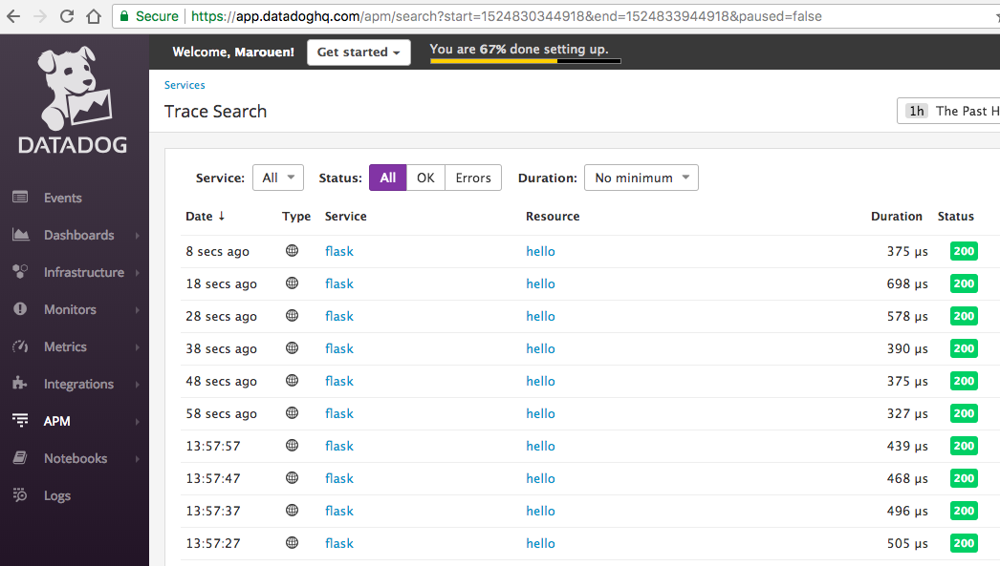 Secure https://app.datadoghq.com/apm/search?start=1524830344918&end=1524833944918&paused=false
Welcome, Marouen! Get started You are 67% done setting up.
DATADOG
Events
Dashboards
Infrastructure
Monitors
Metrics
Integrations
APM
Notebooks
Logs
Services
Trace Search
1h The Past H
Service: All Status: All OK Errors Duration: No minimum
Date ↓ Type Service Resource Duration Status
8 secs ago flask hello 375 µs 200
18 secs ago flask hello 698 µs 200
28 secs ago flask hello 578 µs 200
38 secs ago flask hello 390 µs 200
48 secs ago flask hello 375 µs 200
58 secs ago flask hello 327 µs 200
13:57:57 flask hello 439 µs 200
13:57:47 flask hello 468 µs 200
13:57:37 flask hello 496 µs 200
13:57:27 flask hello 505 µs 200